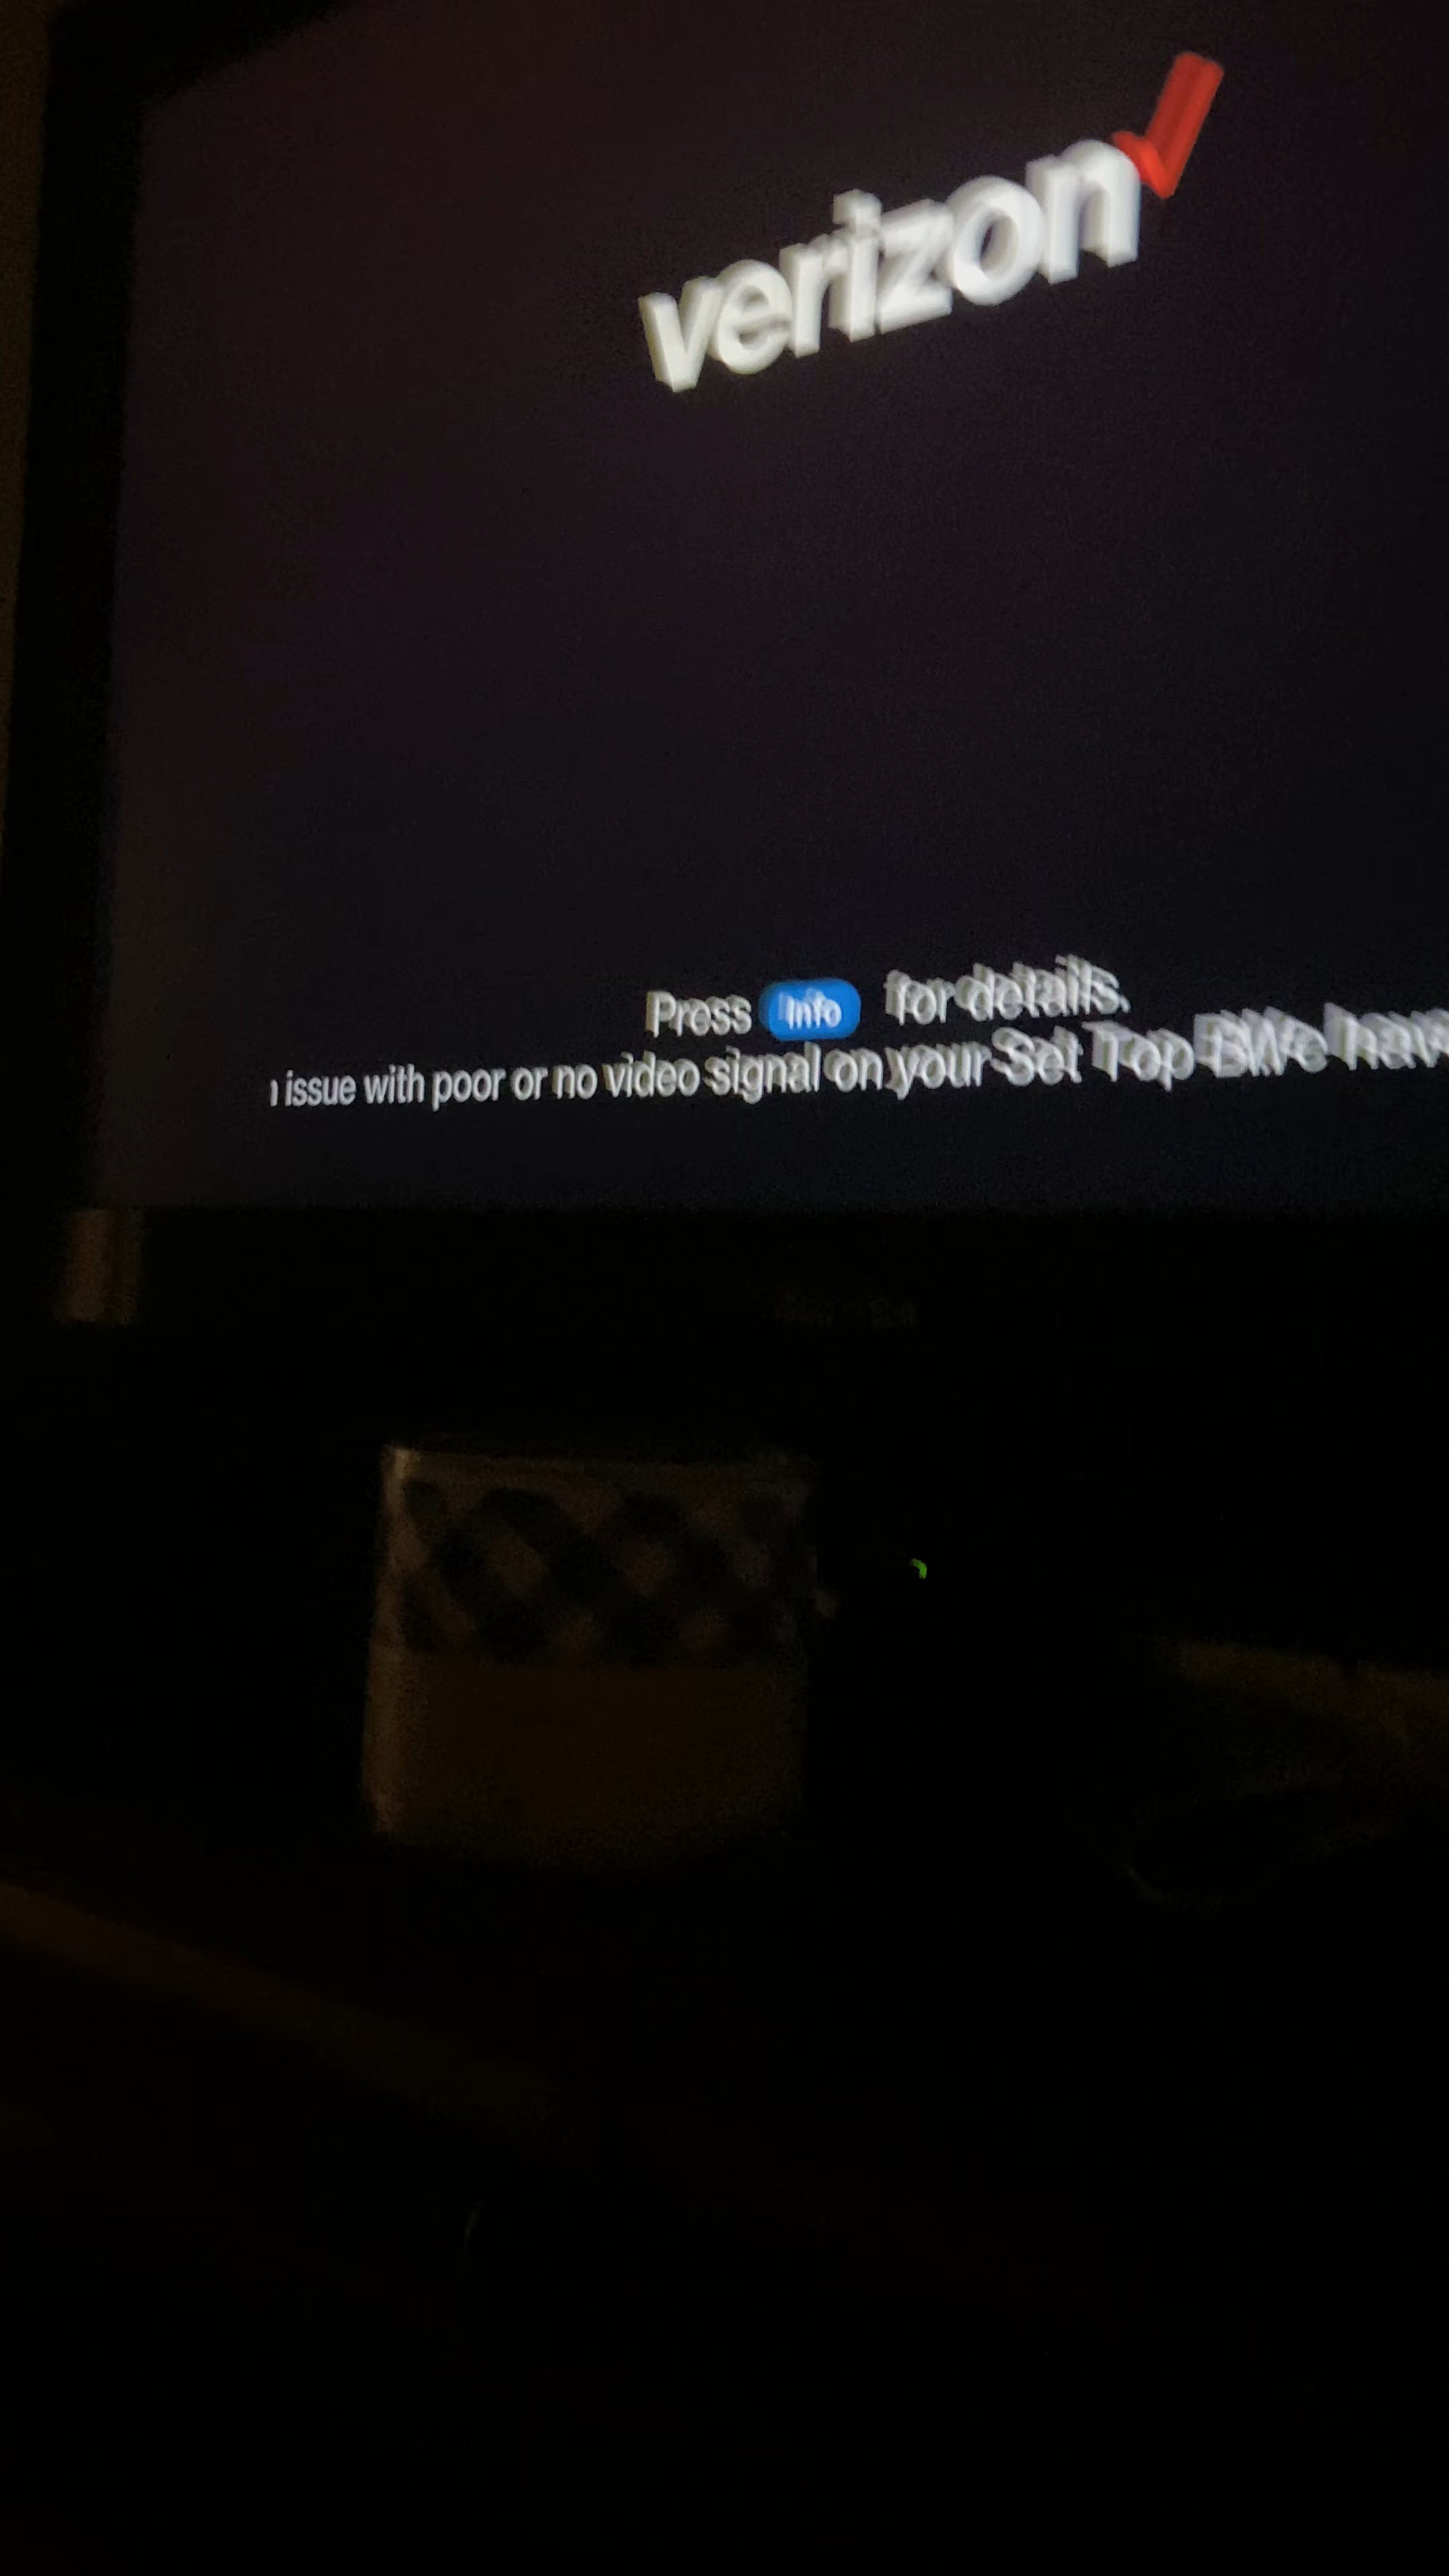 verizon
Press Info for details.
issue with poor or no video signal on your Set Top